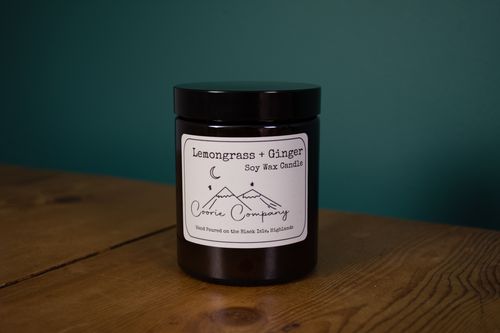 Lemongrass + Ginger
Soy Wax Candle
Coorie Company
Hand Poured on the Black Isle, Highlands